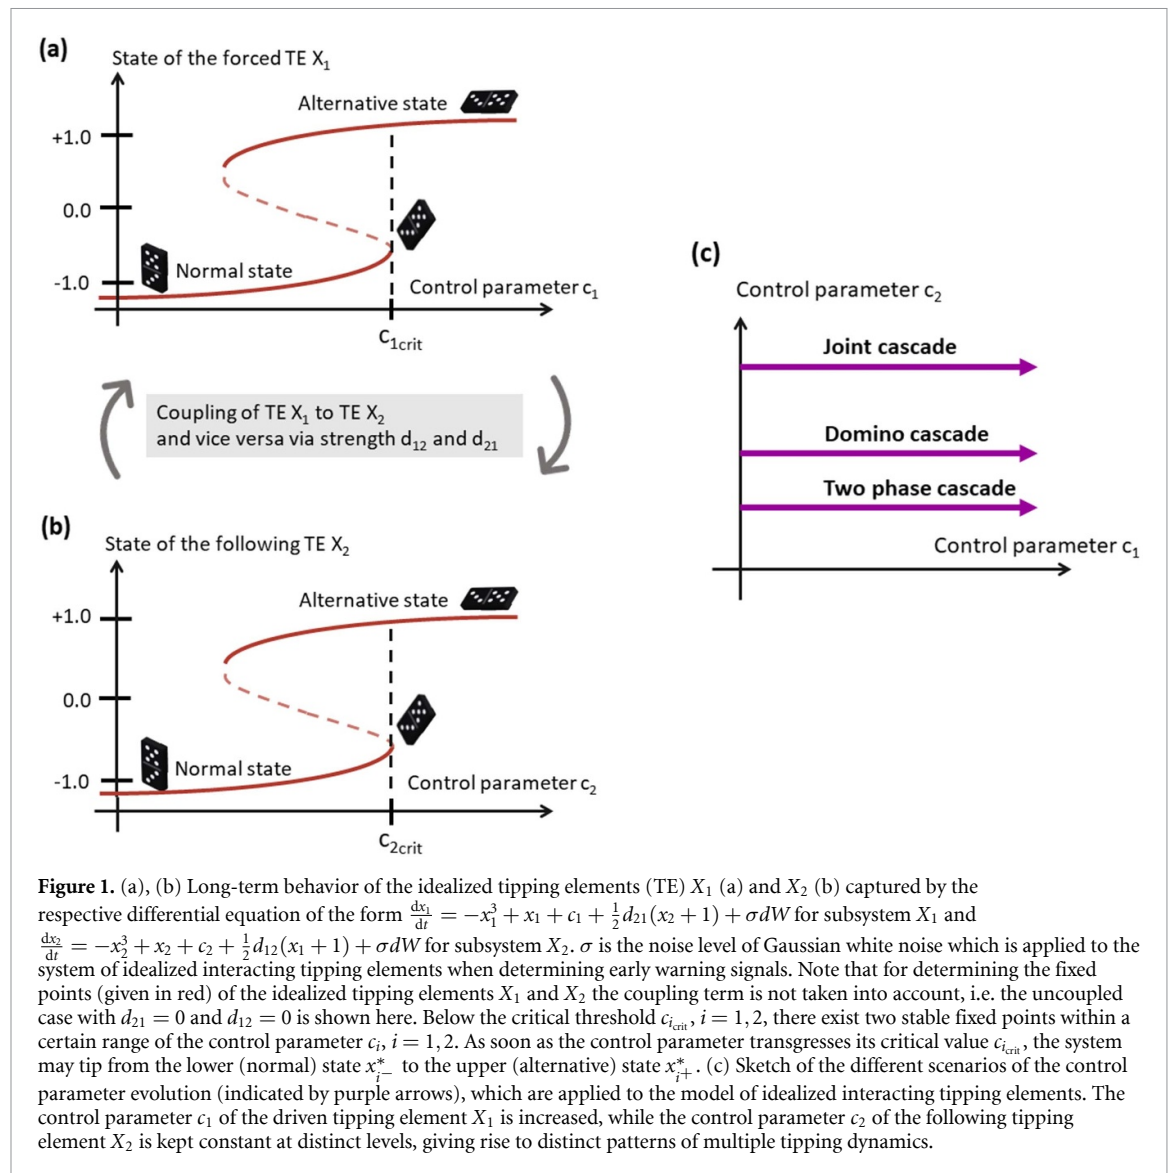 (a)
State of the forced TE X₁
Alternative state
+1.0
0.0
Normal state
-1.0
Control parameter c₁
c₁crit
Coupling of TE X₁ to TE X₂
and vice versa via strength d₁₂ and d₂₁
(b)
State of the following TE X₂
Alternative state
+1.0
0.0
Normal state
-1.0
Control parameter c₂
c₂crit
(c)
Control parameter c₂
Joint cascade
Domino cascade
Two phase cascade
Control parameter c₁
Figure 1. (a), (b) Long-term behavior of the idealized tipping elements (TE) X₁ (a) and X₂ (b) captured by the
respective differential equation of the form dx₁/dt = −x₁³ + x₁ + c₁ + ½d₂₁(x₂ + 1) + σdW for subsystem X₁ and
dx₂/dt = −x₂³ + x₂ + c₂ + ½d₁₂(x₁ + 1) + σdW for subsystem X₂. σ is the noise level of Gaussian white noise which is applied to the
system of idealized interacting tipping elements when determining early warning signals. Note that for determining the fixed
points (given in red) of the idealized tipping elements X₁ and X₂ the coupling term is not taken into account, i.e. the uncoupled
case with d₂₁ = 0 and d₁₂ = 0 is shown here. Below the critical threshold c_i_crit, i = 1, 2, there exist two stable fixed points within a
certain range of the control parameter c_i, i = 1, 2. As soon as the control parameter transgresses its critical value c_i_crit, the system
may tip from the lower (normal) state x*_i− to the upper (alternative) state x*_i+. (c) Sketch of the different scenarios of the control
parameter evolution (indicated by purple arrows), which are applied to the model of idealized interacting tipping elements. The
control parameter c₁ of the driven tipping element X₁ is increased, while the control parameter c₂ of the following tipping
element X₂ is kept constant at distinct levels, giving rise to distinct patterns of multiple tipping dynamics.